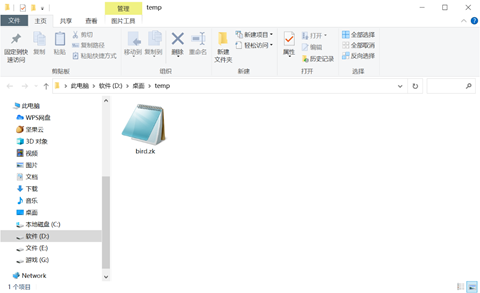 管理
temp
文件
主页
共享
查看
图片工具
固定到快速访问
复制
粘贴
剪切
复制路径
粘贴快捷方式
剪贴板
移动到
复制到
删除
重命名
组织
新建文件夹
新建项目
轻松访问
新建
属性
打开
编辑
历史记录
打开
全部选择
全部取消
反向选择
选择
此电脑 > 软件 (D:) > 桌面 > temp
此电脑
WPS网盘
坚果云
3D 对象
视频
图片
文档
下载
音乐
桌面
本地磁盘 (C:)
软件 (D:)
文件 (E:)
游戏 (G:)
Network
bird.zk
1 个项目